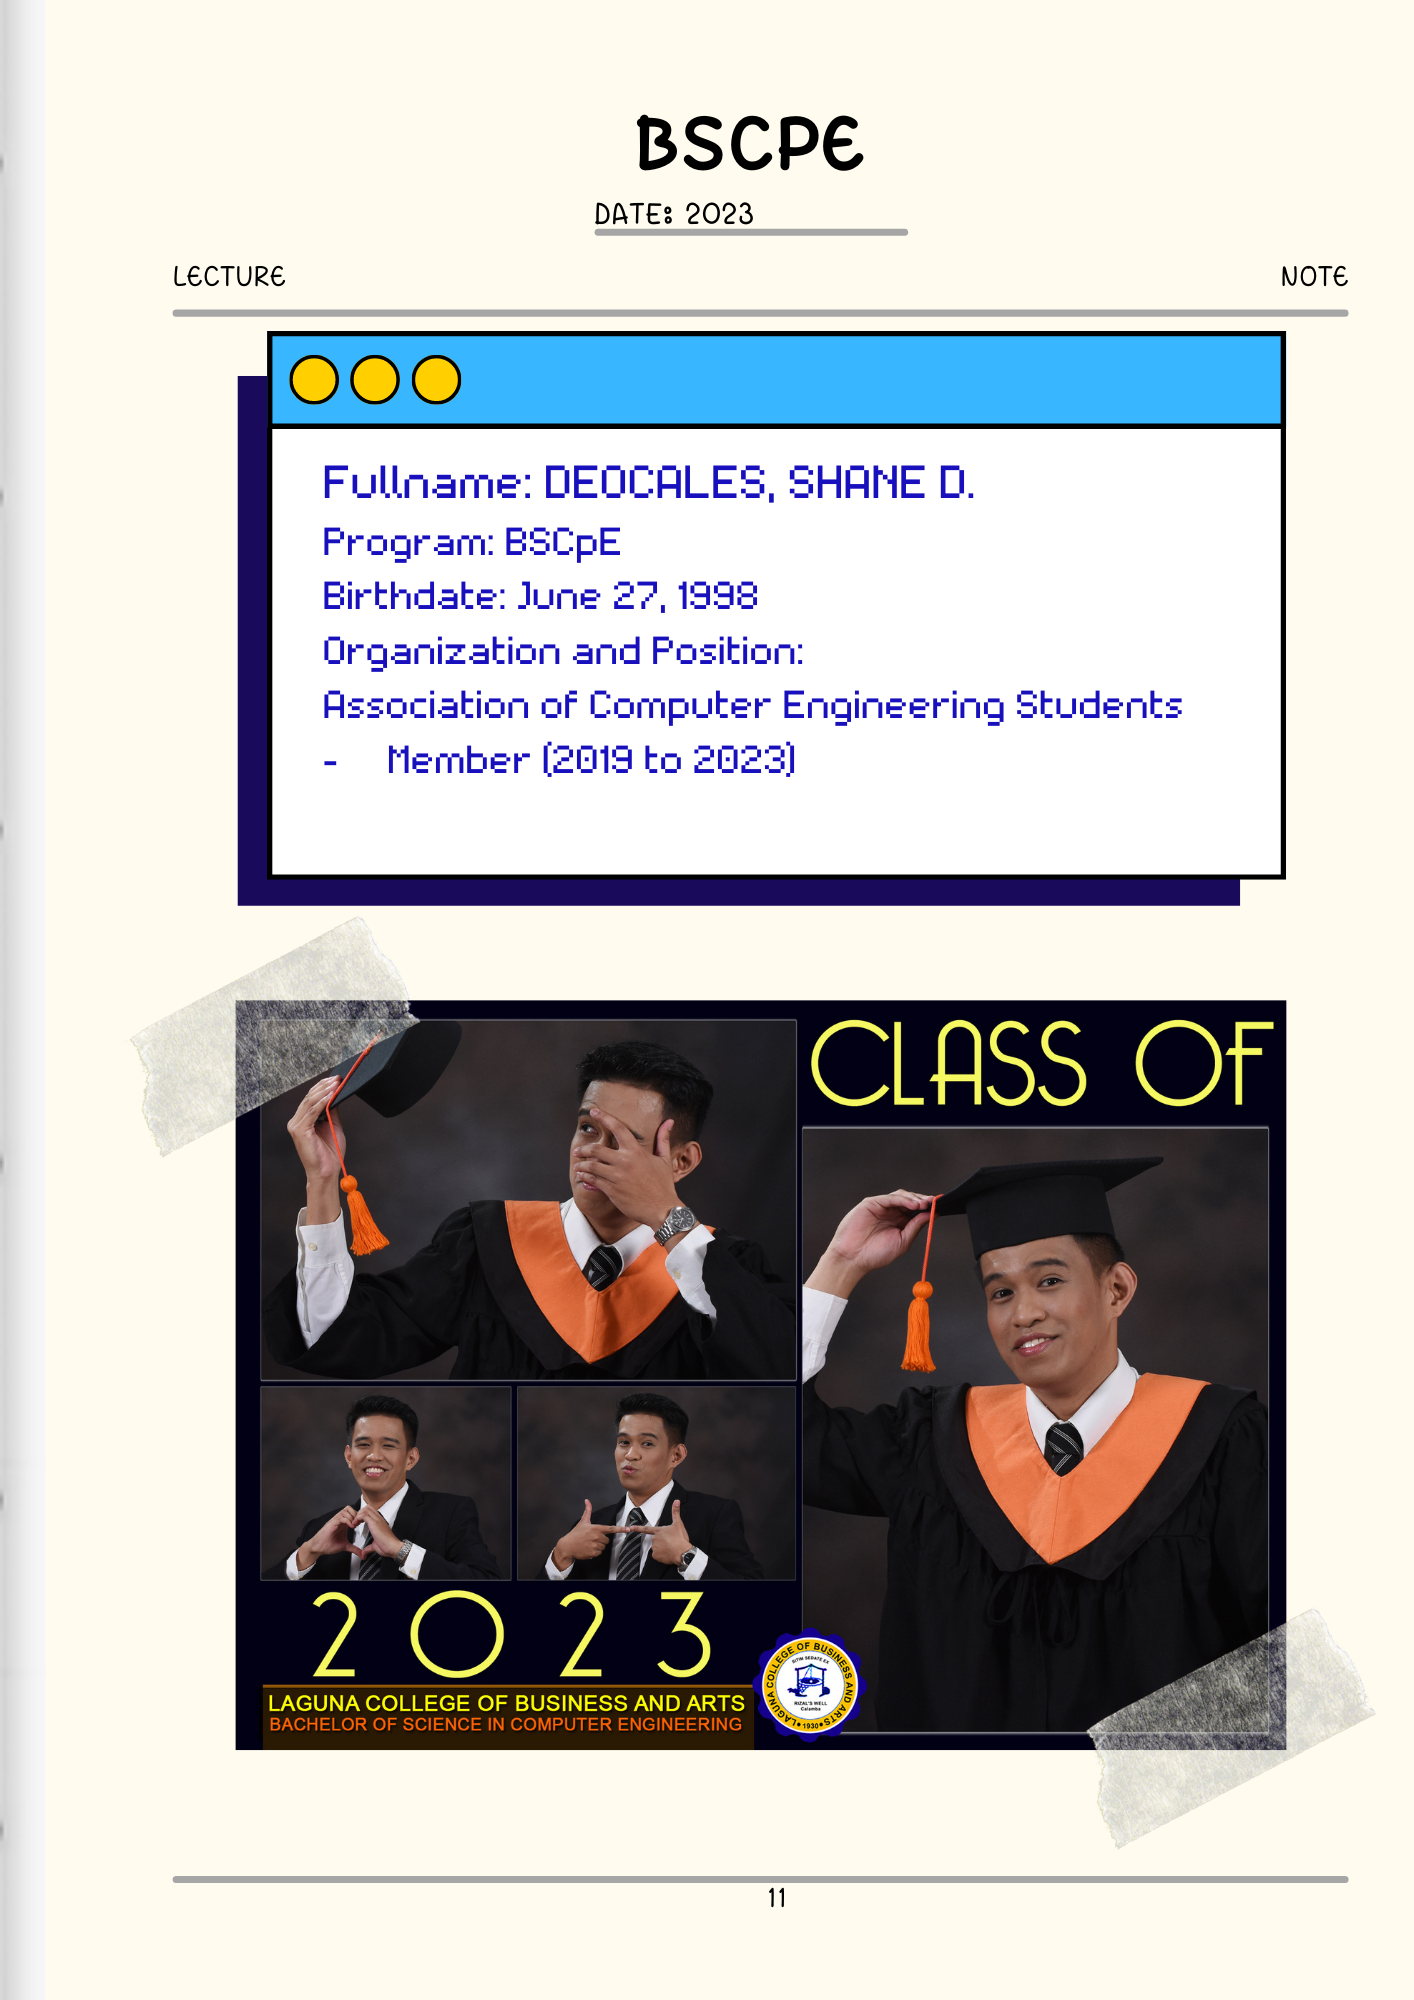 BSCPE
DATE: 2023
LECTURE
NOTE
Fullname: DEOCALES, SHANE D.
Program: BSCpE
Birthdate: June 27, 1998
Organization and Position:
Association of Computer Engineering Students
- Member (2019 to 2023)
CLASS OF
2023
LAGUNA COLLEGE OF BUSINESS AND ARTS
BACHELOR OF SCIENCE IN COMPUTER ENGINEERING
LAGUNA COLLEGE OF BUSINESS AND ARTS
RIZAL'S WELL
Calamba
1930
11